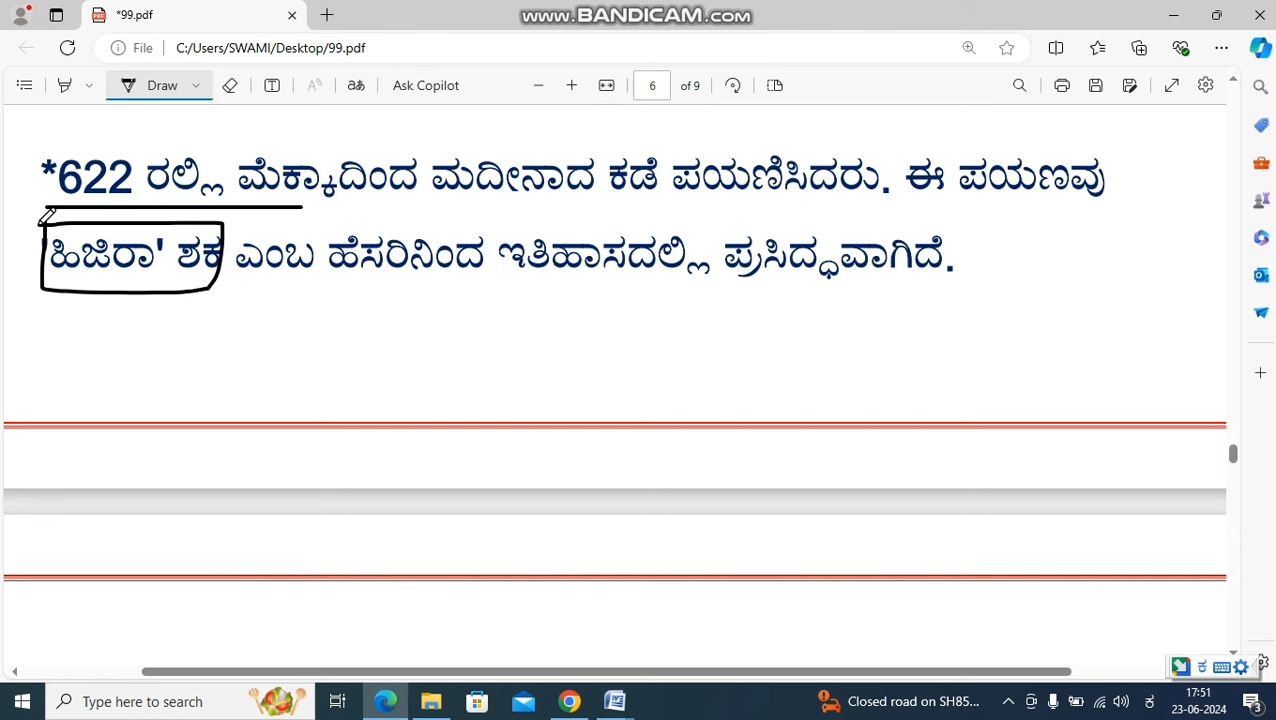 *99.pdf
www.BANDICAM.com
File C:/Users/SWAMI/Desktop/99.pdf
Draw
Ask Copilot
6 of 9
*622 ರಲ್ಲಿ ಮೆಕ್ಕಾದಿಂದ ಮದೀನಾದ ಕಡೆ ಪಯಣಿಸಿದರು. ಈ ಪಯಣವು
'ಹಿಜಿರಾ' ಶಕ ಎಂಬ ಹೆಸರಿನಿಂದ ಇತಿಹಾಸದಲ್ಲಿ ಪ್ರಸಿದ್ಧವಾಗಿದೆ.
Type here to search
Closed road on SH85...
17:51
23-06-2024
3